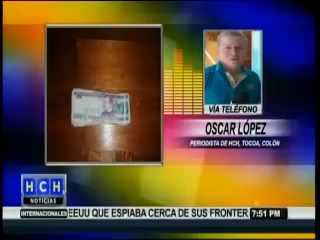 VÍA TELÉFONO
OSCAR LÓPEZ
PERIODISTA DE HCH, TOCOA, COLÓN
HCH
NOTICIAS
INTERNACIONALES
EEUU QUE ESPIABA CERCA DE SUS FRONTER
7:51 PM